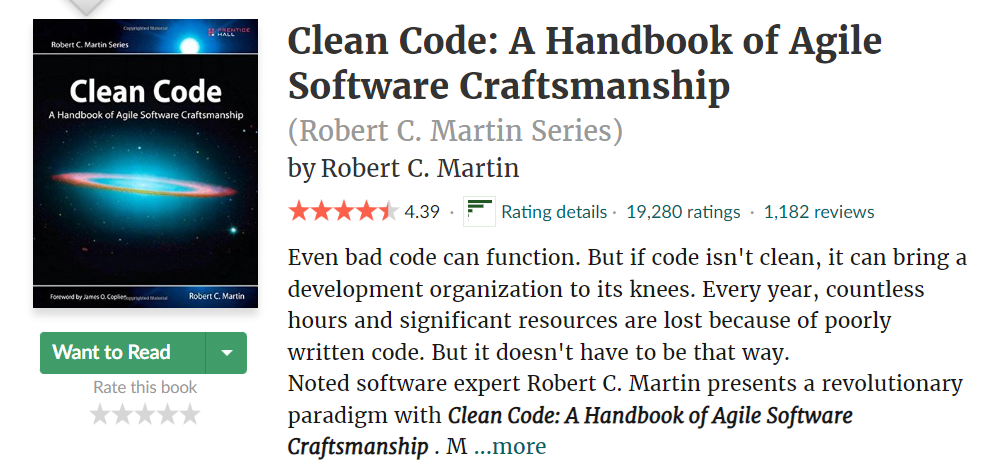 Copyrighted Material
PRENTICE
HALL
Robert C. Martin Series
Clean Code
A Handbook of Agile Software Craftsmanship
Foreword by James O. Coplien
Copyrighted Material
Robert C. Martin
Want to Read
Rate this book
Clean Code: A Handbook of Agile
Software Craftsmanship
(Robert C. Martin Series)
by Robert C. Martin
4.39 · Rating details · 19,280 ratings · 1,182 reviews
Even bad code can function. But if code isn't clean, it can bring a
development organization to its knees. Every year, countless
hours and significant resources are lost because of poorly
written code. But it doesn't have to be that way.
Noted software expert Robert C. Martin presents a revolutionary
paradigm with Clean Code: A Handbook of Agile Software
Craftsmanship . M ...more